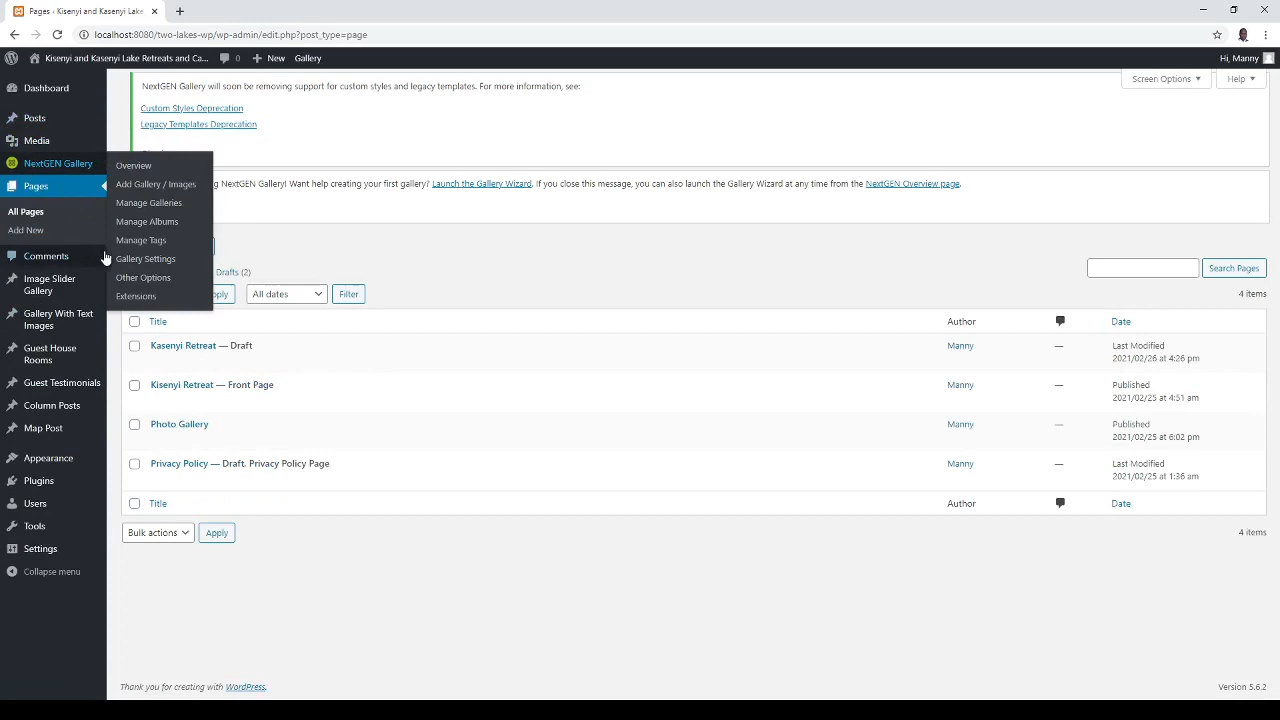 Pages ‹ Kisenyi and Kasenyi Lake
localhost:8080/two-lakes-wp/wp-admin/edit.php?post_type=page
Kisenyi and Kasenyi Lake Retreats and Ca... 0 New Gallery Hi, Manny
Screen Options Help
Dashboard
Posts
Media
NextGEN Gallery
Pages
All Pages
Add New
Comments
Image Slider
Gallery
Gallery With Text
Images
Guest House
Rooms
Guest Testimonials
Column Posts
Map Post
Appearance
Plugins
Users
Tools
Settings
Collapse menu
Overview
Add Gallery / Images
Manage Galleries
Manage Albums
Manage Tags
Gallery Settings
Other Options
Extensions
NextGEN Gallery will soon be removing support for custom styles and legacy templates. For more information, see:
Custom Styles Deprecation
Legacy Templates Deprecation
NextGEN Gallery! Want help creating your first gallery? Launch the Gallery Wizard. If you close this message, you can also launch the Gallery Wizard at any time from the NextGEN Overview page.
Drafts (2)
Search Pages
All dates Filter
4 items
Title Author Date
Kasenyi Retreat — Draft Manny — Last Modified
2021/02/26 at 4:26 pm
Kisenyi Retreat — Front Page Manny — Published
2021/02/25 at 4:51 am
Photo Gallery Manny — Published
2021/02/25 at 6:02 pm
Privacy Policy — Draft, Privacy Policy Page Manny — Last Modified
2021/02/25 at 1:36 am
Title Author Date
Bulk actions Apply 4 items
Thank you for creating with WordPress. Version 5.6.2